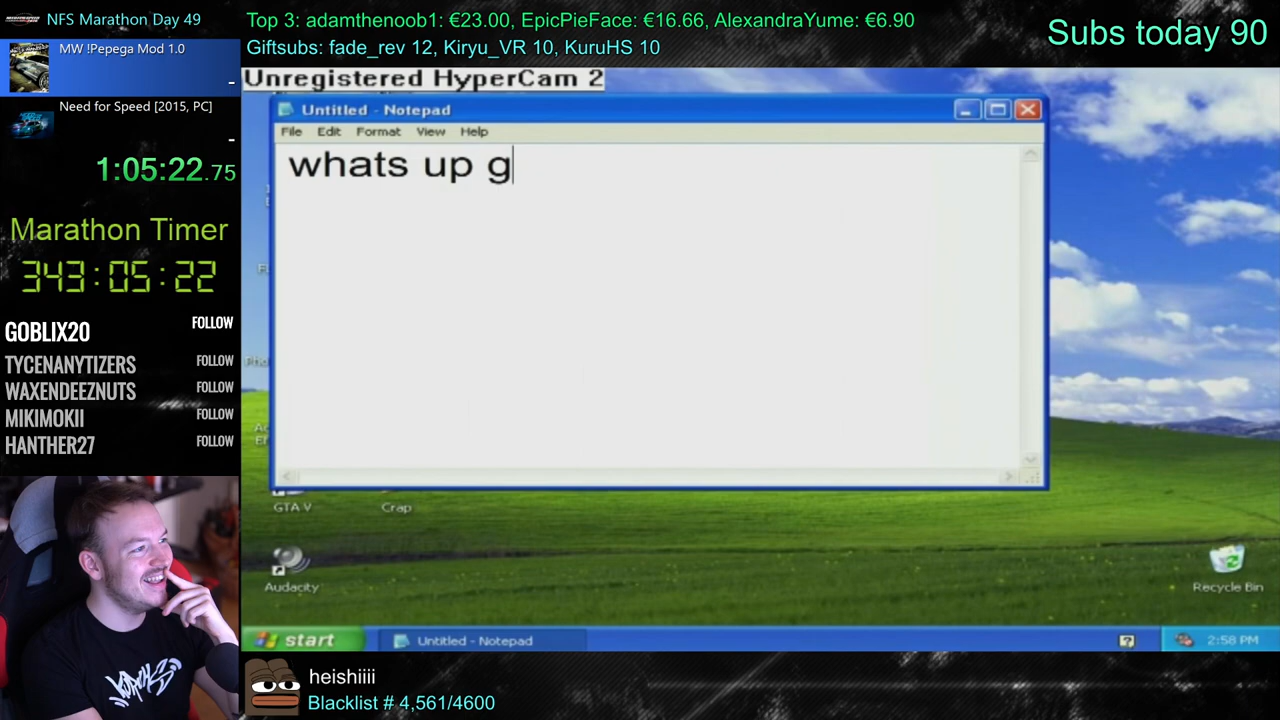 NFS Marathon Day 49
MW !Pepega Mod 1.0
-
Need for Speed [2015, PC]
-
1:05:22.75
Marathon Timer
343:05:22
GOBLIX20 FOLLOW
TYCENANYTIZERS FOLLOW
WAXENDEEZNUTS FOLLOW
MIKIMOKII FOLLOW
HANTHER27 FOLLOW
Top 3: adamthenoob1: €23.00, EpicPieFace: €16.66, AlexandraYume: €6.90
Giftsubs: fade_rev 12, Kiryu_VR 10, KuruHS 10
Subs today 90
Unregistered HyperCam 2
Untitled - Notepad
File Edit Format View Help
whats up g
GTA V
Crap
Audacity
Recycle Bin
start
Untitled - Notepad
2:58 PM
heishiiii
Blacklist # 4,561/4600